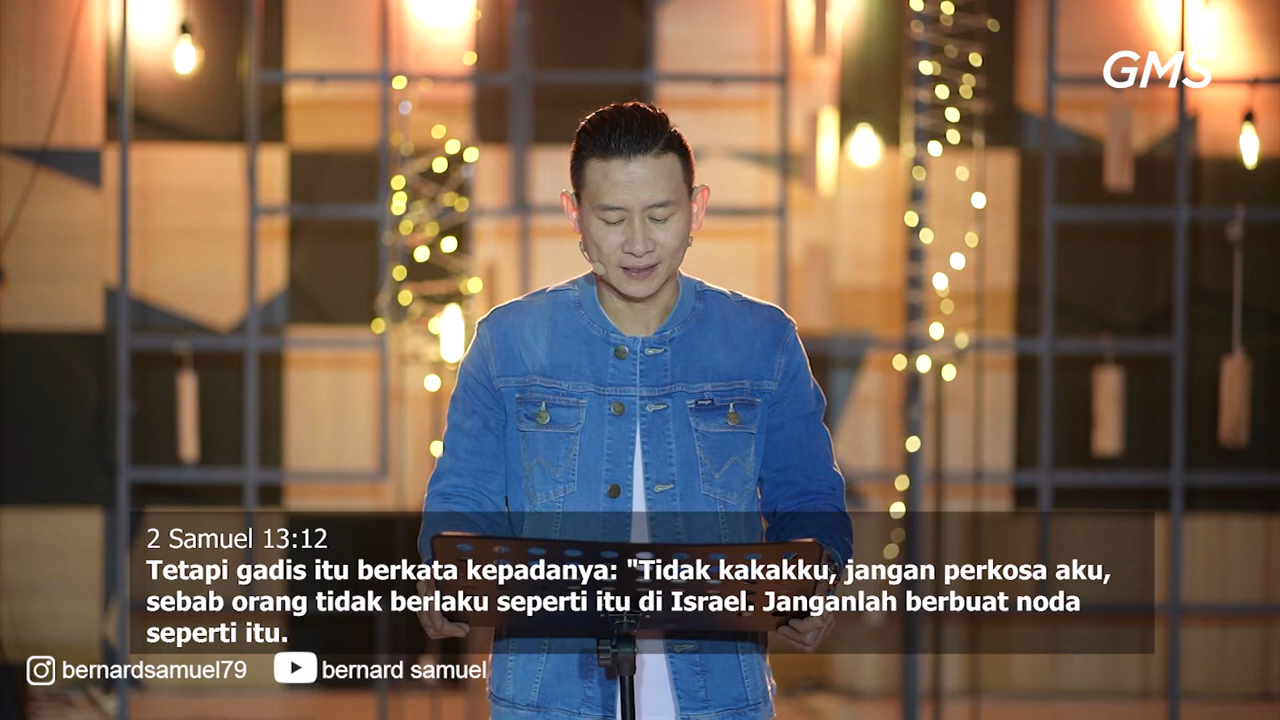 GMS
2 Samuel 13:12
Tetapi gadis itu berkata kepadanya: "Tidak kakakku, jangan perkosa aku,
sebab orang tidak berlaku seperti itu di Israel. Janganlah berbuat noda
seperti itu.
bernardsamuel79 bernard samuel